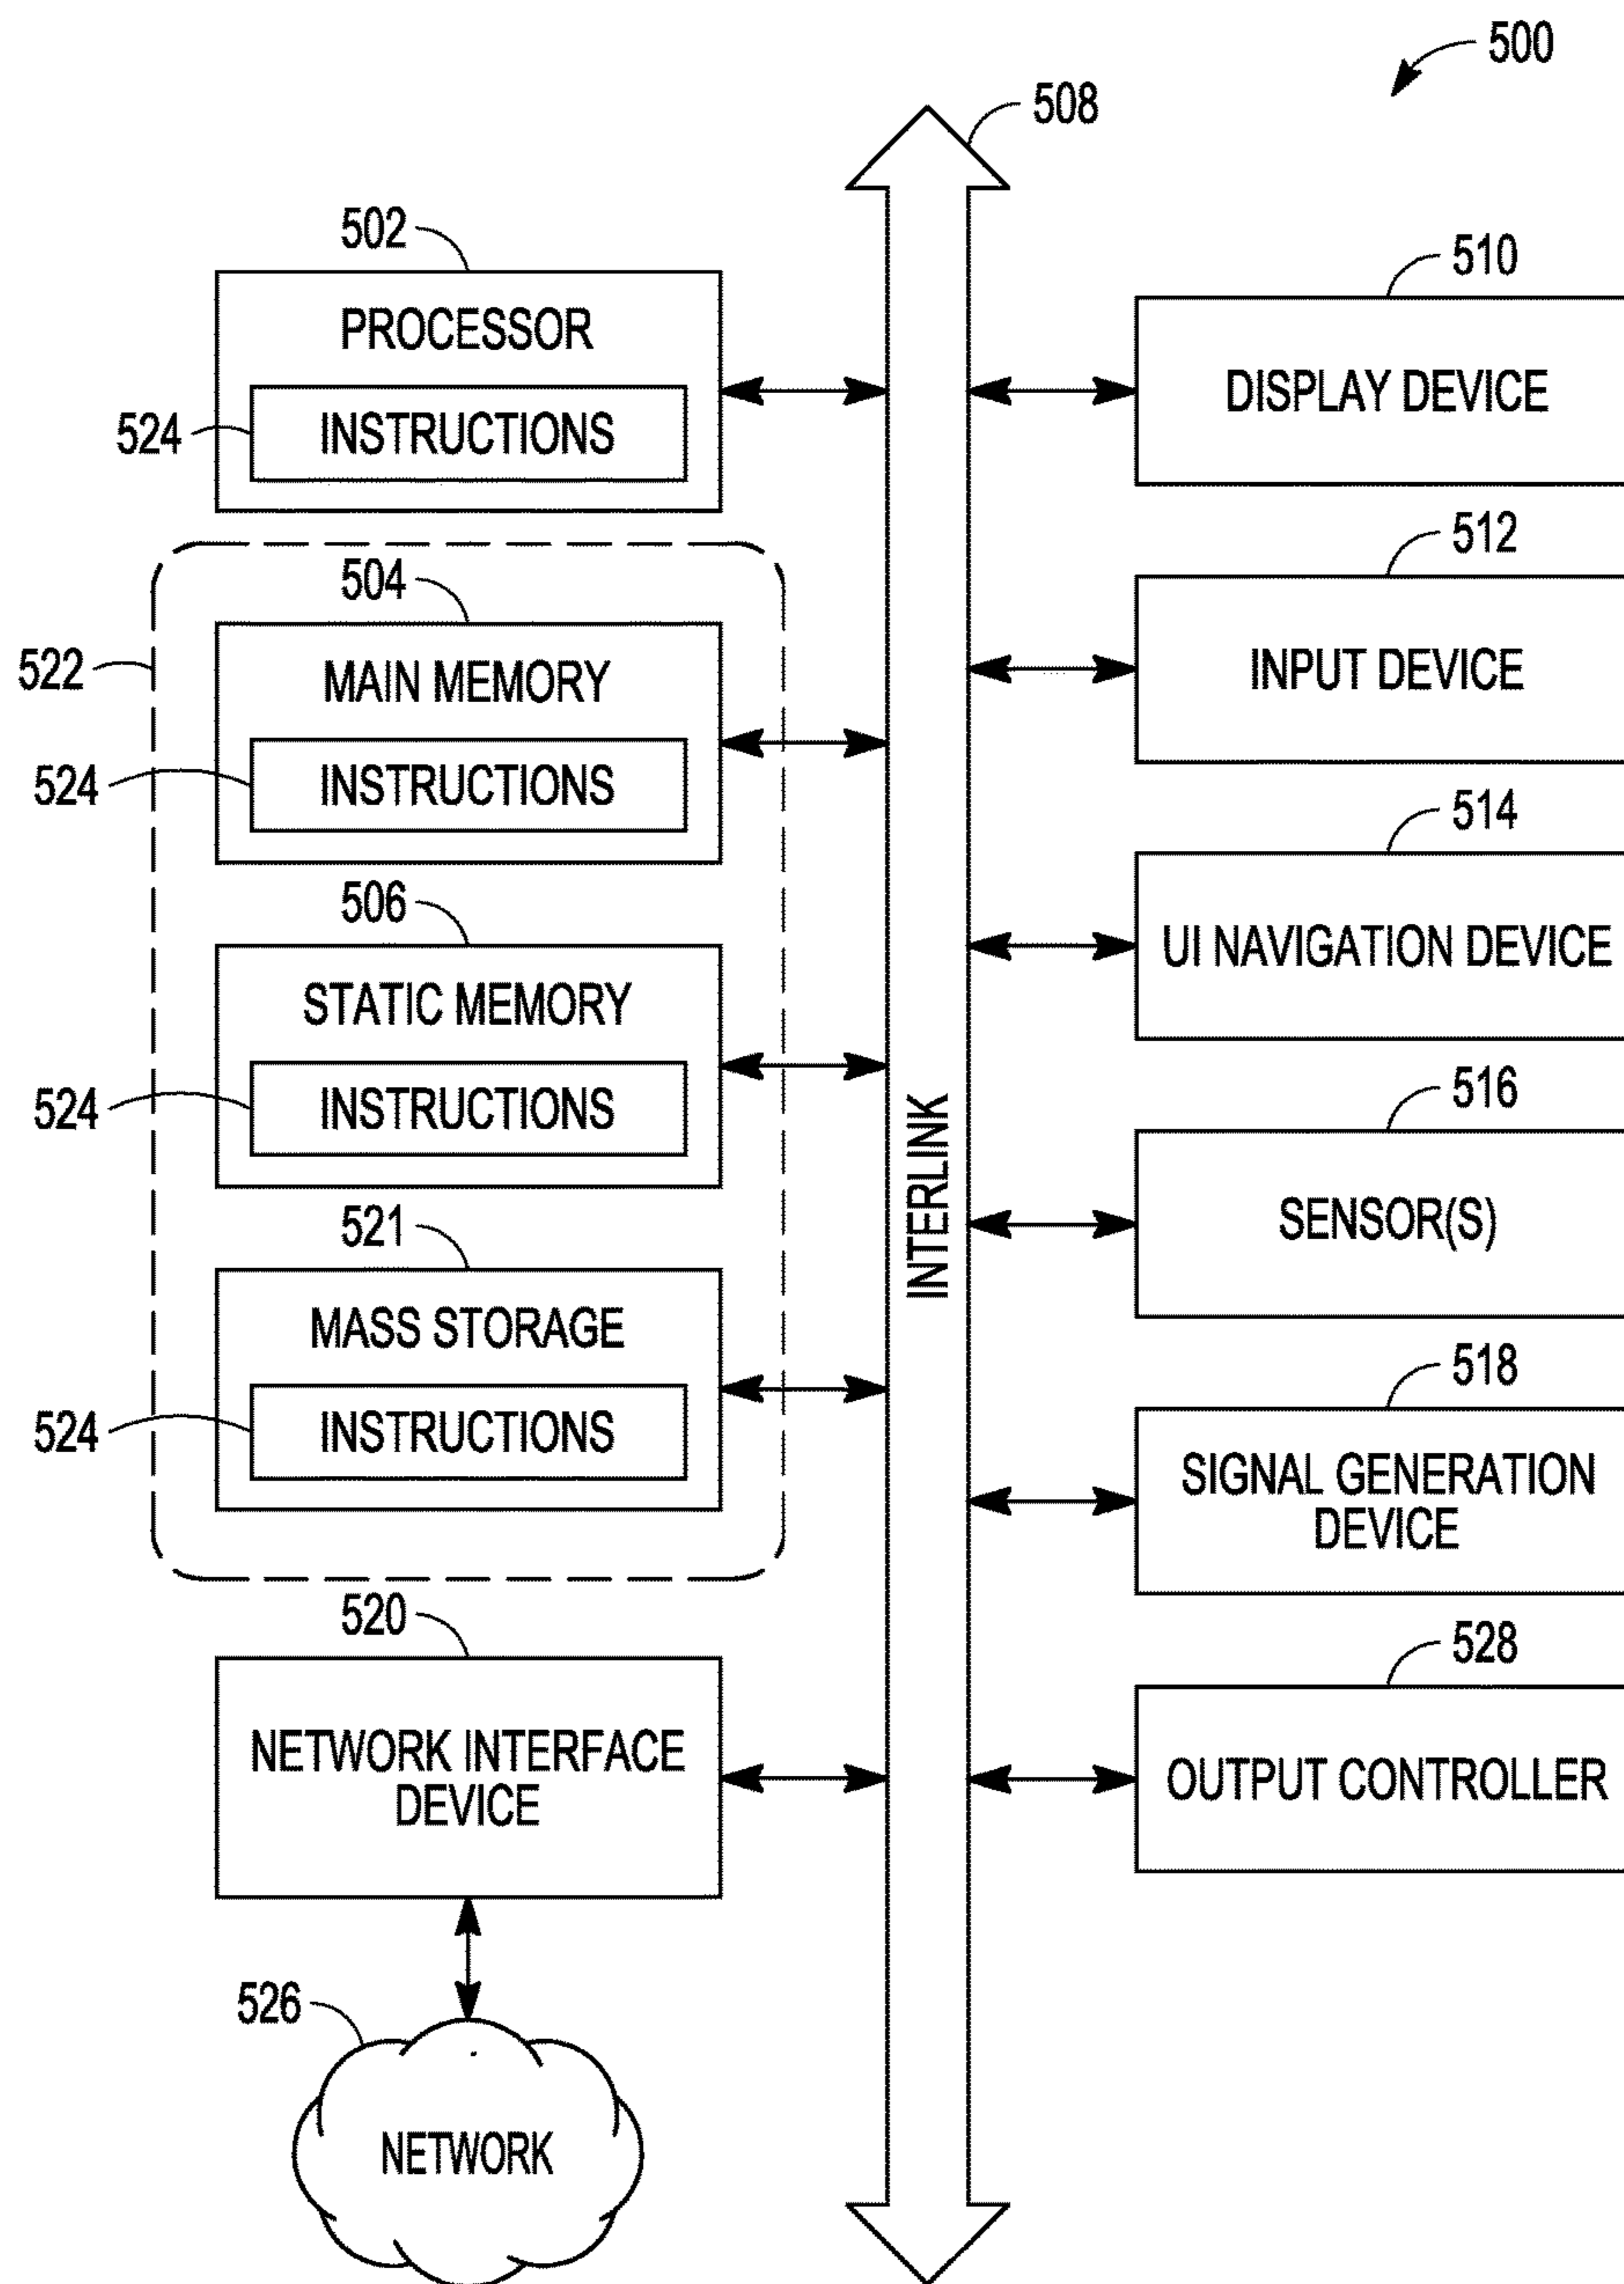 500
508
502
PROCESSOR
524
INSTRUCTIONS
522
504
MAIN MEMORY
524
INSTRUCTIONS
506
STATIC MEMORY
524
INSTRUCTIONS
521
MASS STORAGE
524
INSTRUCTIONS
520
NETWORK INTERFACE
DEVICE
526
NETWORK
INTERLINK
510
DISPLAY DEVICE
512
INPUT DEVICE
514
UI NAVIGATION DEVICE
516
SENSOR(S)
518
SIGNAL GENERATION
DEVICE
528
OUTPUT CONTROLLER